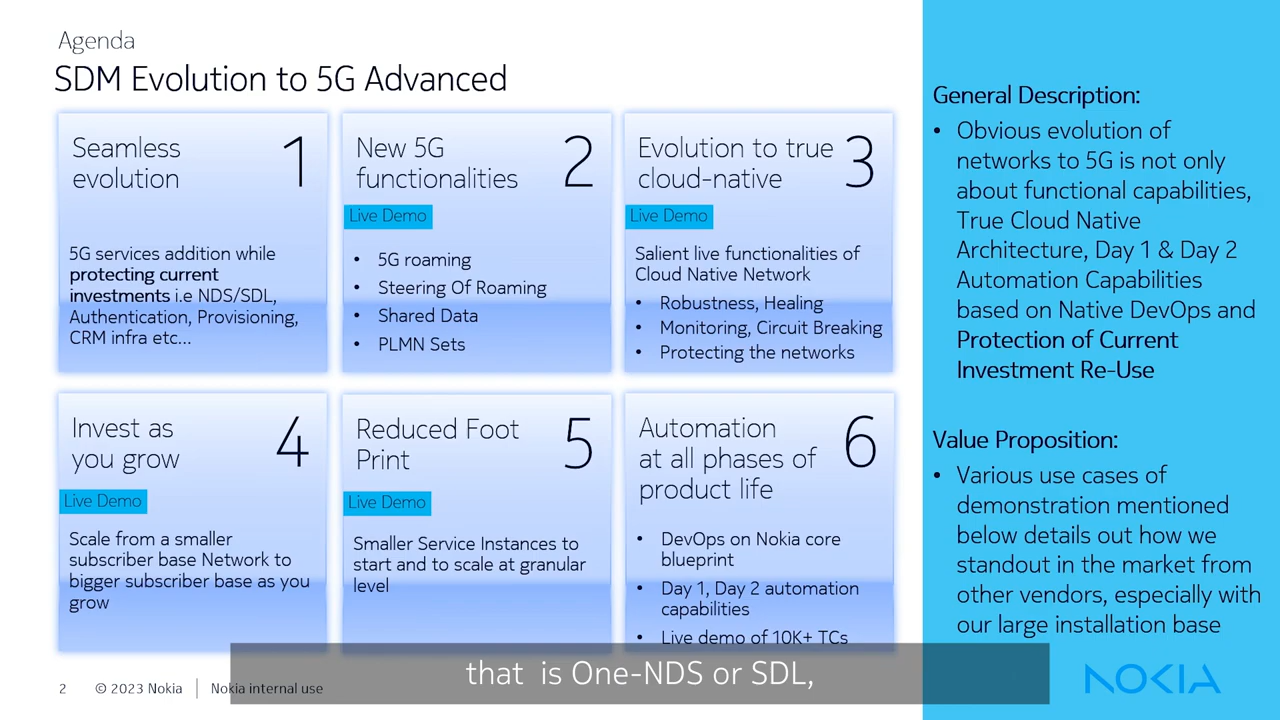 Agenda
SDM Evolution to 5G Advanced
Seamless
evolution
1
5G services addition while
protecting current
investments i.e NDS/SDL,
Authentication, Provisioning,
CRM infra etc...
New 5G
functionalities
2
Live Demo
• 5G roaming
• Steering Of Roaming
• Shared Data
• PLMN Sets
Evolution to true
cloud-native
3
Live Demo
Salient live functionalities of
Cloud Native Network
• Robustness, Healing
• Monitoring, Circuit Breaking
• Protecting the networks
Invest as
you grow
4
Live Demo
Scale from a smaller
subscriber base Network to
bigger subscriber base as you
grow
Reduced Foot
Print
5
Live Demo
Smaller Service Instances to
start and to scale at granular
level
Automation
at all phases of
product life
6
• DevOps on Nokia core
blueprint
• Day 1, Day 2 automation
capabilities
• Live demo of 10K+ TCs
General Description:
• Obvious evolution of
networks to 5G is not only
about functional capabilities,
True Cloud Native
Architecture, Day 1 & Day 2
Automation Capabilities
based on Native DevOps and
Protection of Current
Investment Re-Use
Value Proposition:
• Various use cases of
demonstration mentioned
below details out how we
standout in the market from
other vendors, especially with
our large installation base
that is One-NDS or SDL,
2 © 2023 Nokia Nokia internal use
NOKIA